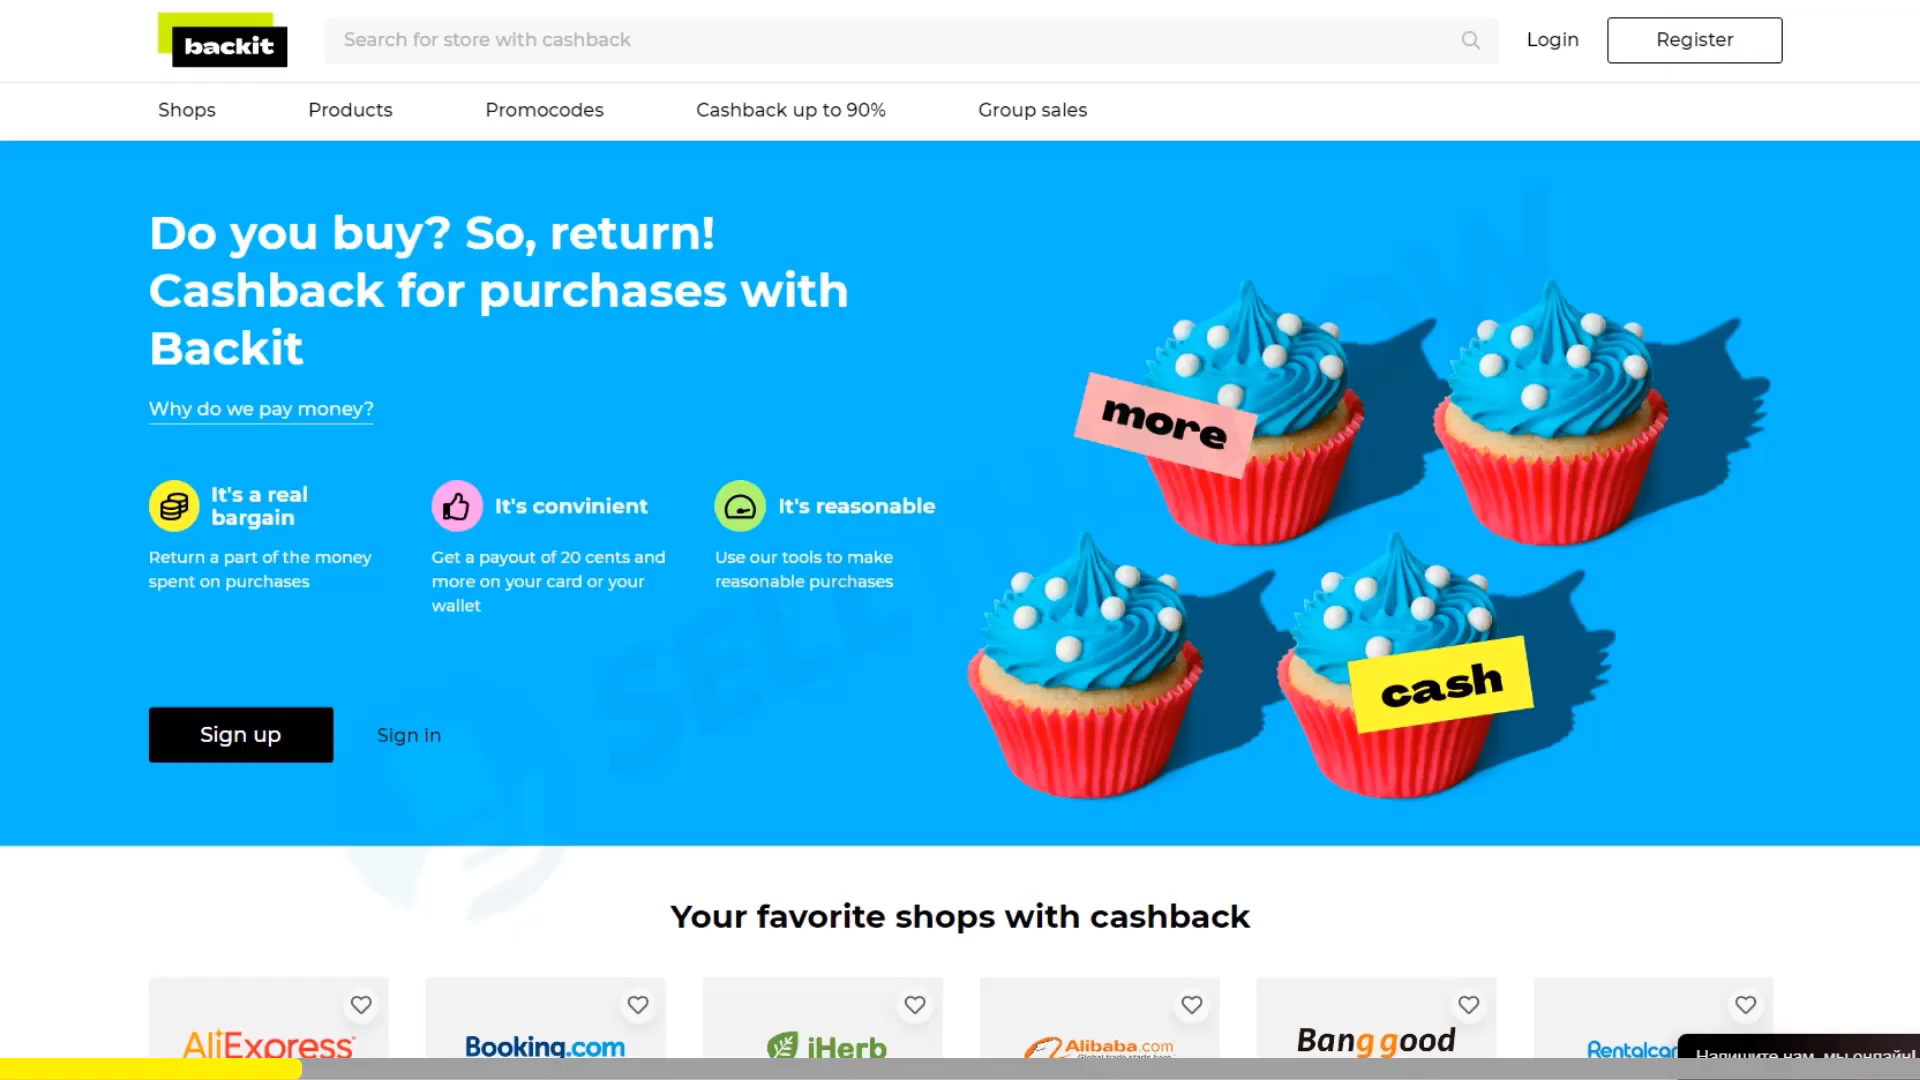 backit
Search for store with cashback
Login
Register
Shops
Products
Promocodes
Cashback up to 90%
Group sales
Do you buy? So, return!
Cashback for purchases with
Backit
Why do we pay money?
It's a real
bargain
Return a part of the money
spent on purchases
It's convinient
Get a payout of 20 cents and
more on your card or your
wallet
It's reasonable
Use our tools to make
reasonable purchases
Sign up
Sign in
more
cash
Your favorite shops with cashback
AliExpress
Booking.com
iHerb
Alibaba.com
Banggood
Напишите нам, мы онлайн!